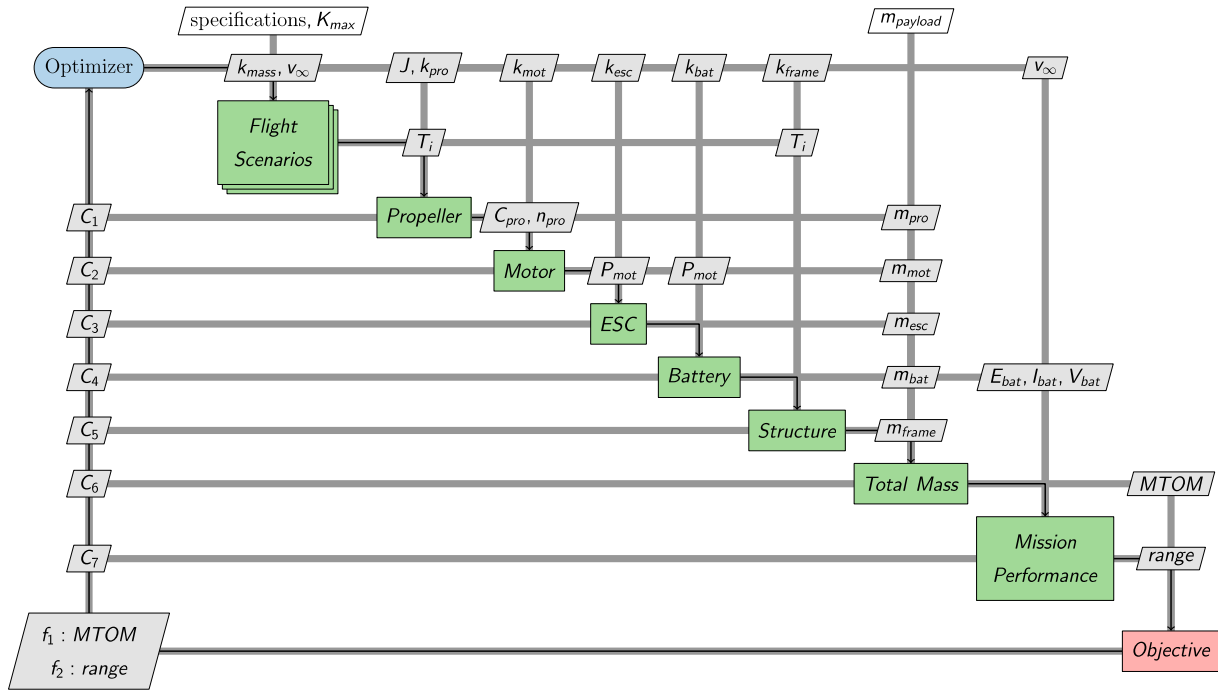 specifications, K_max
m_payload
Optimizer
k_mass, v_∞
J, k_pro
k_mot
k_esc
k_bat
k_frame
v_∞
Flight
Scenarios
T_i
T_i
C_1
Propeller
C_pro, n_pro
m_pro
C_2
Motor
P_mot
P_mot
m_mot
C_3
ESC
m_esc
C_4
Battery
m_bat
E_bat, I_bat, V_bat
C_5
Structure
m_frame
C_6
Total Mass
MTOM
C_7
Mission
Performance
range
f_1 : MTOM
f_2 : range
Objective